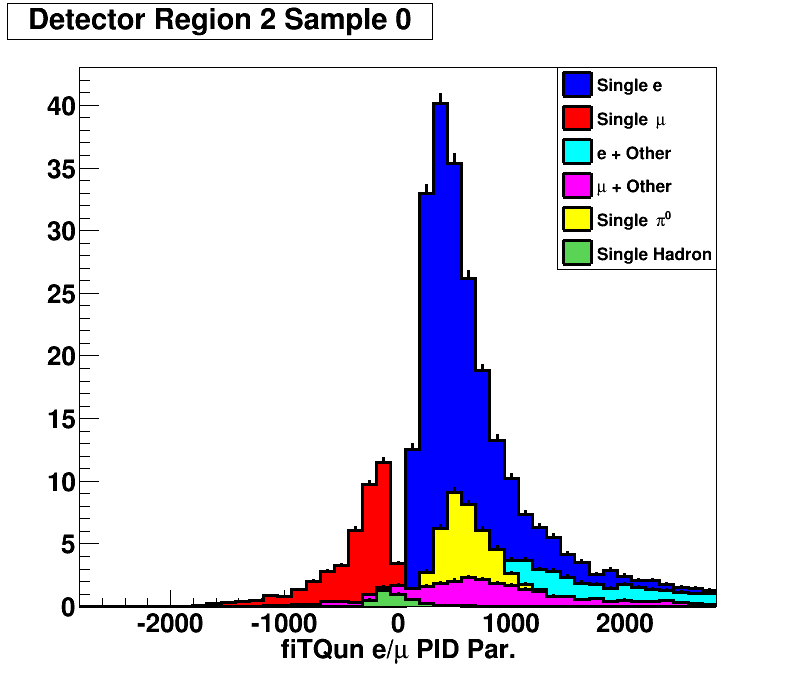 Detector Region 2 Sample 0
Single e
Single μ
e + Other
μ + Other
Single π⁰
Single Hadron
40
35
30
25
20
15
10
5
0
-2000 -1000 0 1000 2000
fiTQun e/μ PID Par.